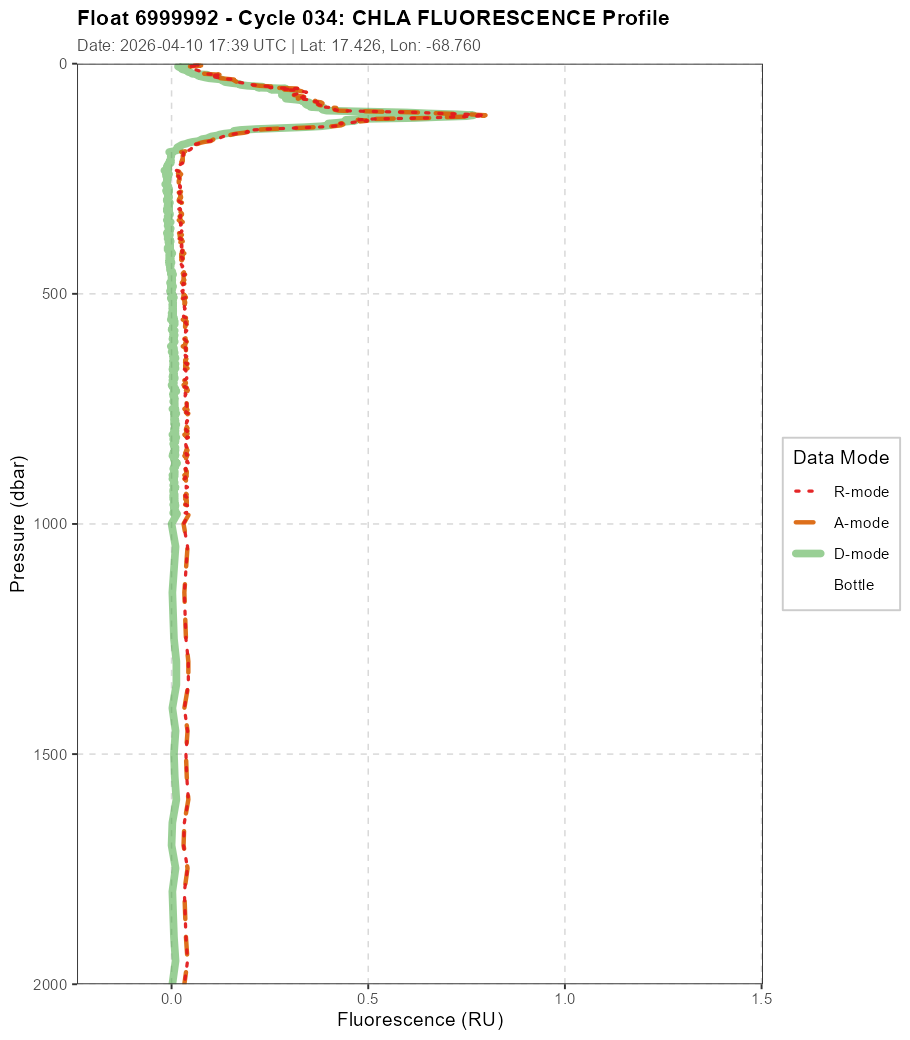 Float 6999992 - Cycle 034: CHLA FLUORESCENCE Profile
Date: 2026-04-10 17:39 UTC | Lat: 17.426, Lon: -68.760
0
500
1000
1500
2000
Pressure (dbar)
0.0
0.5
1.0
1.5
Fluorescence (RU)
Data Mode
R-mode
A-mode
D-mode
Bottle